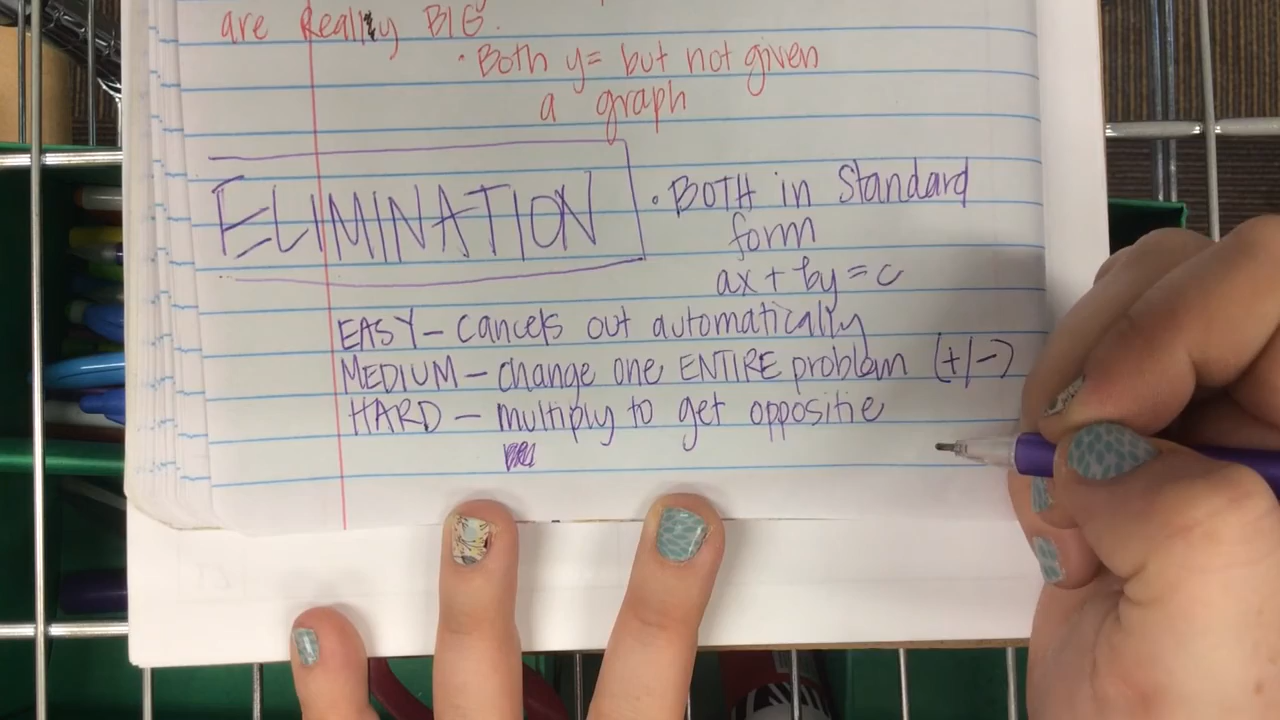 are Really BIG.
• Both y= but not given
a graph
ELIMINATION
• BOTH in Standard
form
ax + by = c
EASY – cancels out automatically
MEDIUM – change one ENTIRE problem (+/-)
HARD – multiply to get oppositie